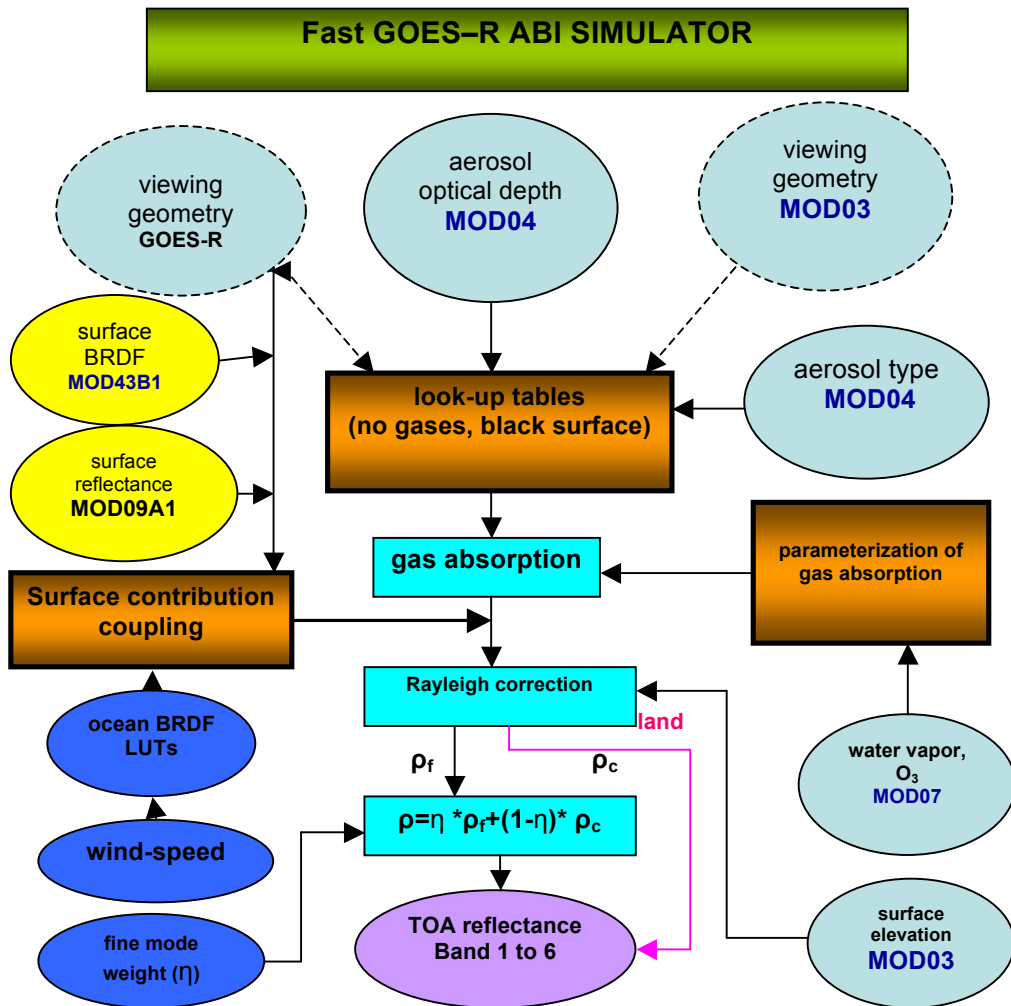 Fast GOES–R ABI SIMULATOR
viewing
geometry
GOES-R
aerosol
optical depth
MOD04
viewing
geometry
MOD03
surface
BRDF
MOD43B1
look-up tables
(no gases, black surface)
aerosol type
MOD04
surface
reflectance
MOD09A1
gas absorption
parameterization of
gas absorption
Surface contribution
coupling
Rayleigh correction
land
ocean BRDF
LUTs
ρf
ρc
water vapor,
O3
MOD07
ρ=η *ρf+(1-η)* ρc
wind-speed
TOA reflectance
Band 1 to 6
fine mode
weight (η)
surface
elevation
MOD03